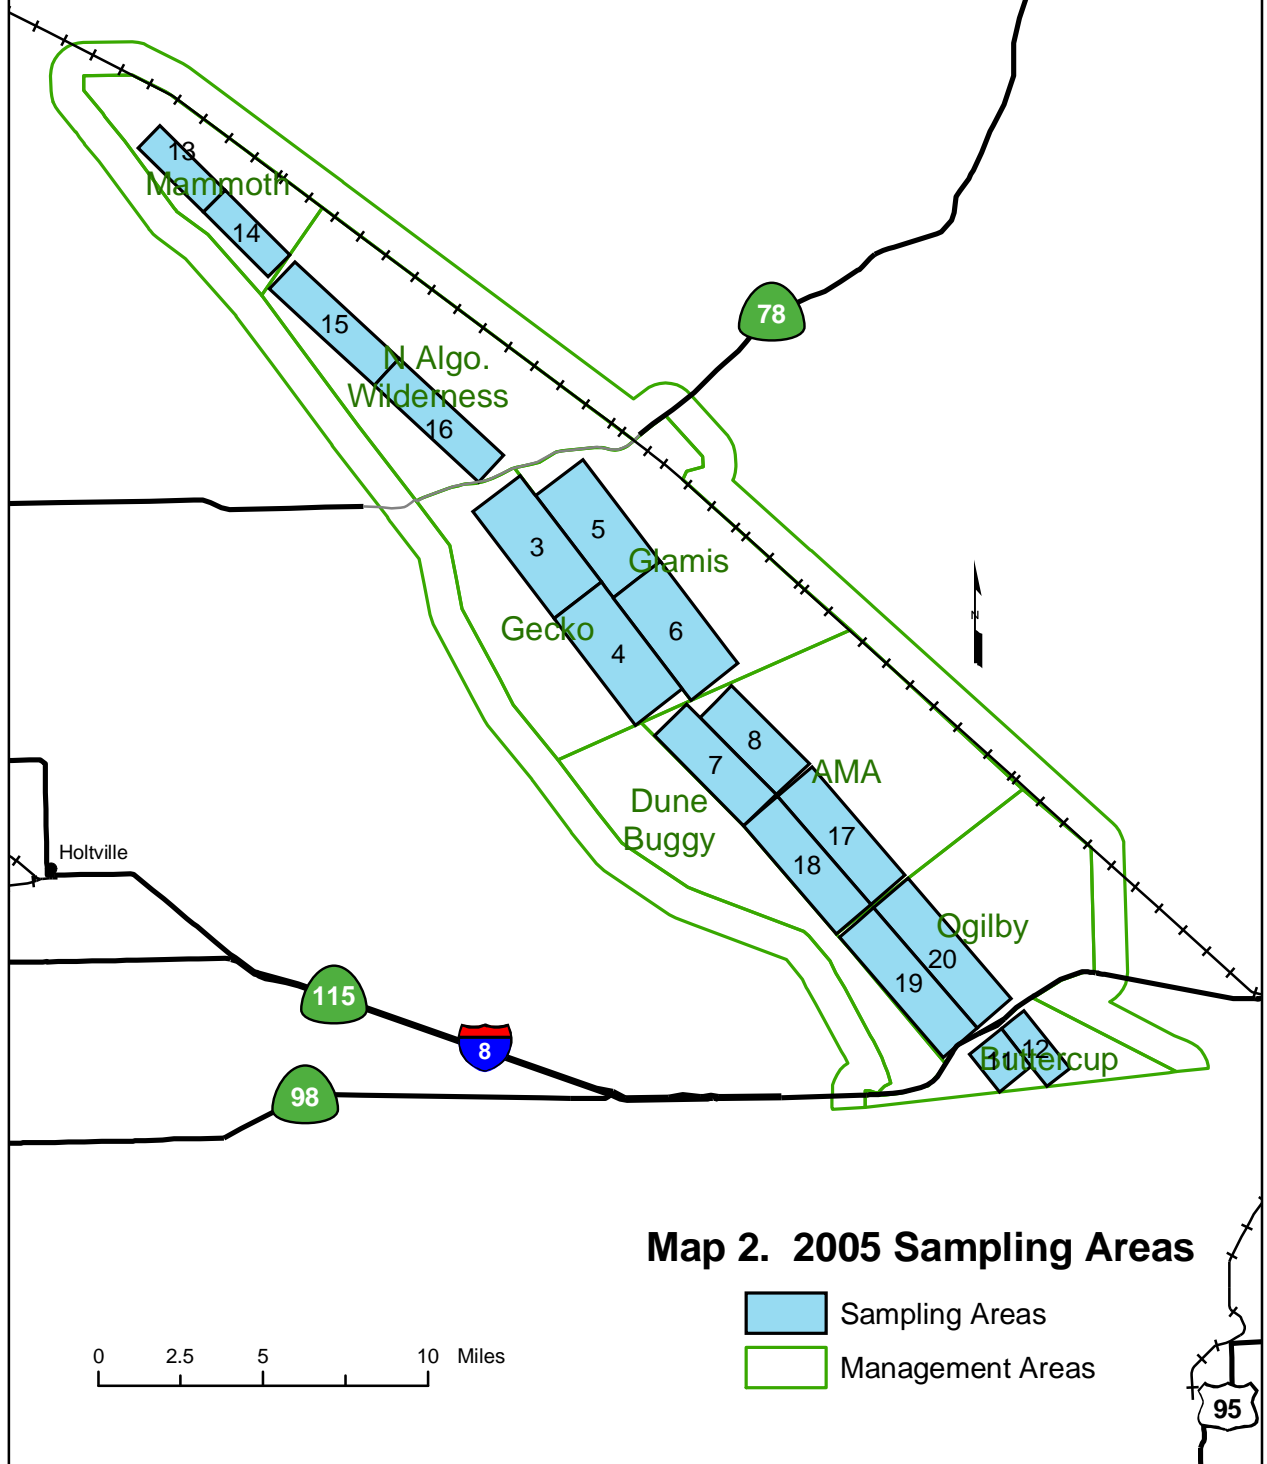 13
Mammoth
14
15
N Algo.
Wilderness
16
78
5
3
Glamis
Gecko
6
4
N
8
7
AMA
Dune
Buggy
17
18
Holtville
Ogilby
20
19
115
8
12
11
Buttercup
98
Map 2. 2005 Sampling Areas
Sampling Areas
Management Areas
0 2.5 5 10 Miles
95